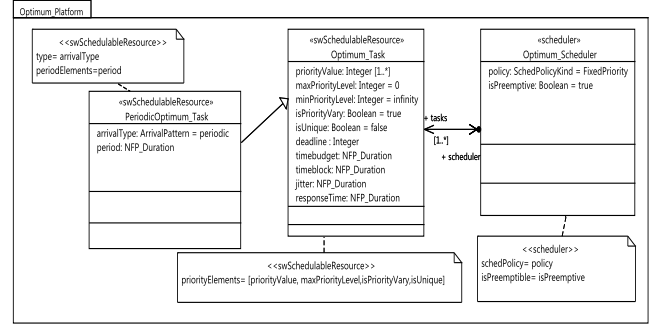 Optimum_Platform
<<swSchedulableResource>>
type= arrivalType
periodElements=period
«swSchedulableResource»
PeriodicOptimum_Task
arrivalType: ArrivalPattern = periodic
period: NFP_Duration
«swSchedulableResource»
Optimum_Task
priorityValue: Integer [1..*]
maxPriorityLevel: Integer = 0
minPriorityLevel: Integer = infinity
isPriorityVary: Boolean = true
isUnique: Boolean = false
deadline : Integer
timebudget: NFP_Duration
timeblock: NFP_Duration
jitter: NFP_Duration
responseTime: NFP_Duration
+ tasks
[1..*]
+ scheduler
«scheduler»
Optimum_Scheduler
policy: SchedPolicyKind = FixedPriority
isPreemptive: Boolean = true
<<swSchedulableResource>>
priorityElements= [priorityValue, maxPriorityLevel,isPriorityVary,isUnique]
<<scheduler>>
schedPolicy= policy
isPreemptible= isPreemptive